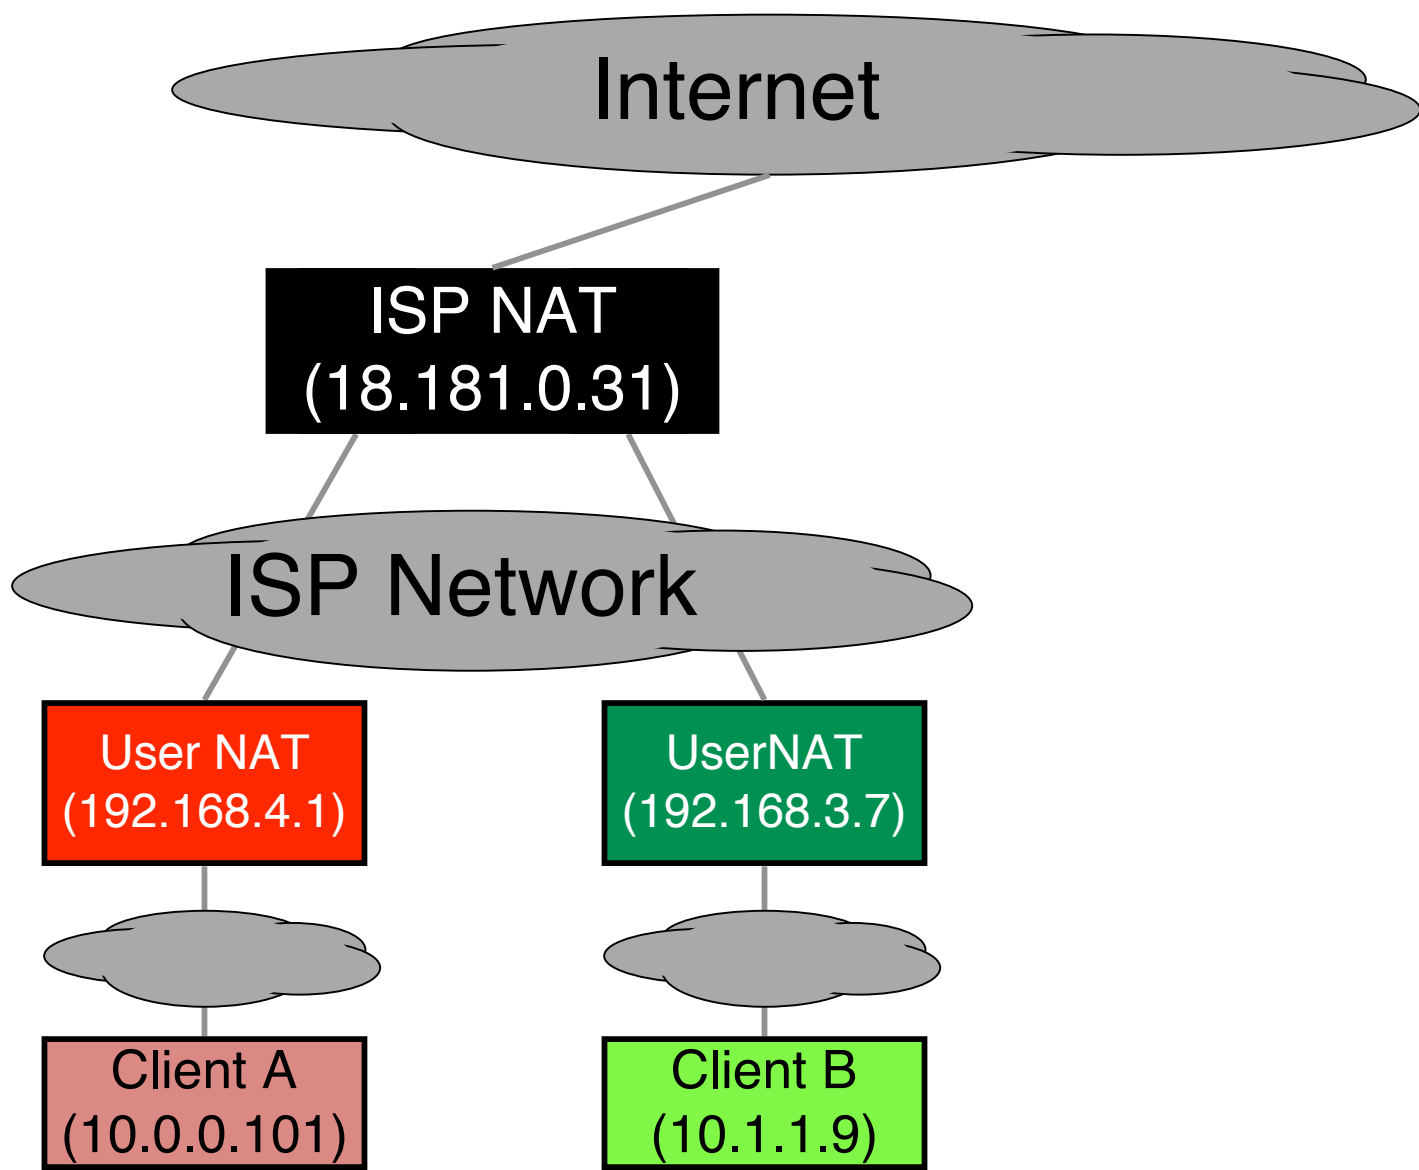 Internet
ISP NAT
(18.181.0.31)
ISP Network
User NAT
(192.168.4.1)
UserNAT
(192.168.3.7)
Client A
(10.0.0.101)
Client B
(10.1.1.9)